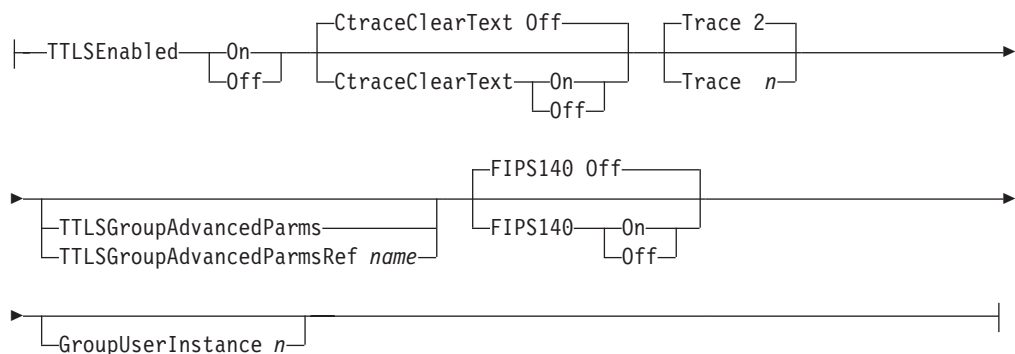 CtraceClearText Off Trace 2
TTLSEnabled On
Off CtraceClearText On
Off Trace n
FIPS140 Off
TTLSGroupAdvancedParms FIPS140 On
TTLSGroupAdvancedParmsRef name Off
GroupUserInstance n